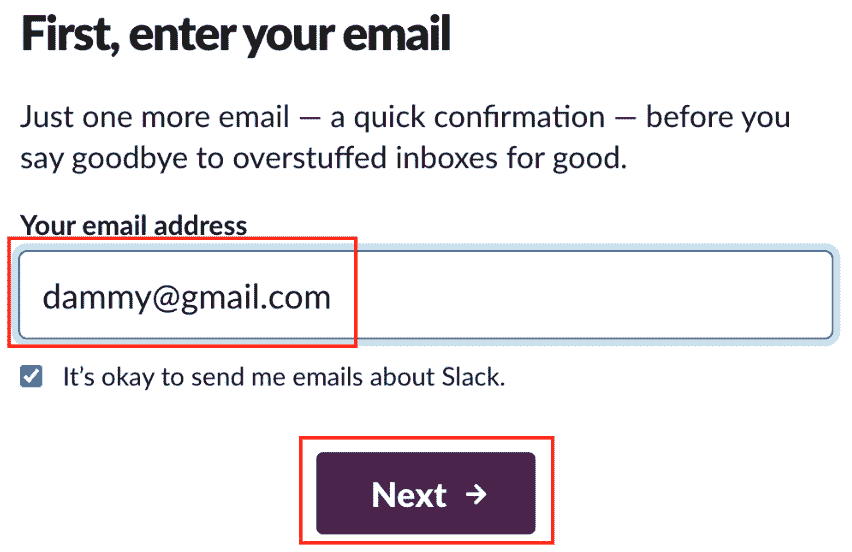 First, enter your email
Just one more email — a quick confirmation — before you
say goodbye to overstuffed inboxes for good.
Your email address
dammy@gmail.com
It's okay to send me emails about Slack.
Next →